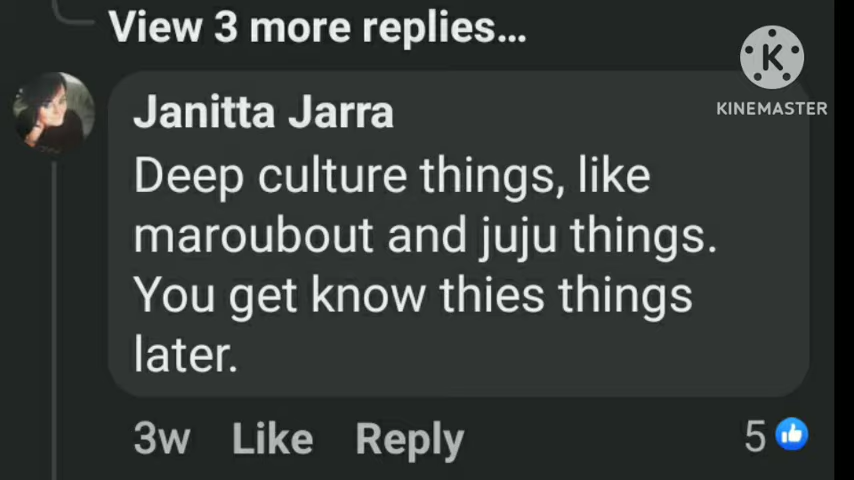 View 3 more replies...
K
KINEMASTER
Janitta Jarra
Deep culture things, like
maroubout and juju things.
You get know thies things
later.
3w Like Reply 5